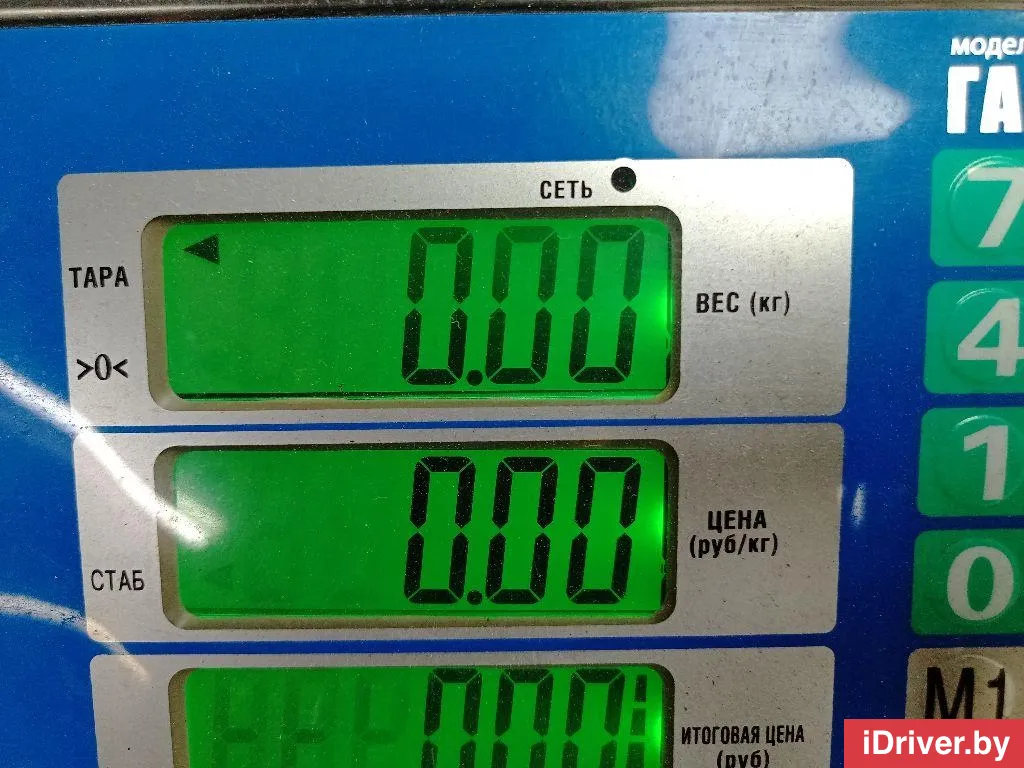 модел
ГА
СЕТЬ
ТАРА
0.00
ВЕС (кг)
>0<
7
4
0.00
ЦЕНА
(руб/кг)
СТАБ
1
0
000
ИТОГОВАЯ ЦЕНА
(руб)
M1
iDriver.by